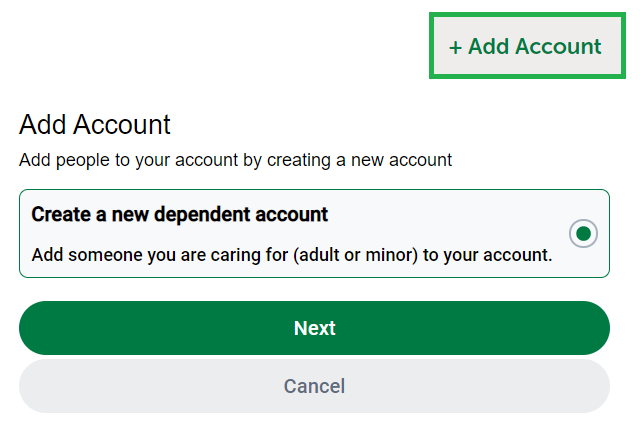 + Add Account
Add Account
Add people to your account by creating a new account
Create a new dependent account
Add someone you are caring for (adult or minor) to your account.
Next
Cancel